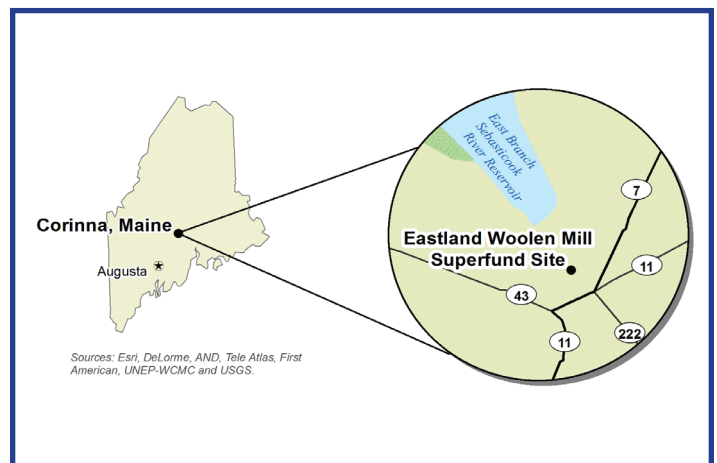 Corinna, Maine
Augusta
Sources: Esri, DeLorme, AND, Tele Atlas, First
American, UNEP-WCMC and USGS.
East Branch
Sebasticook
River Reservoir
7
Eastland Woolen Mill
Superfund Site
11
43
222
11